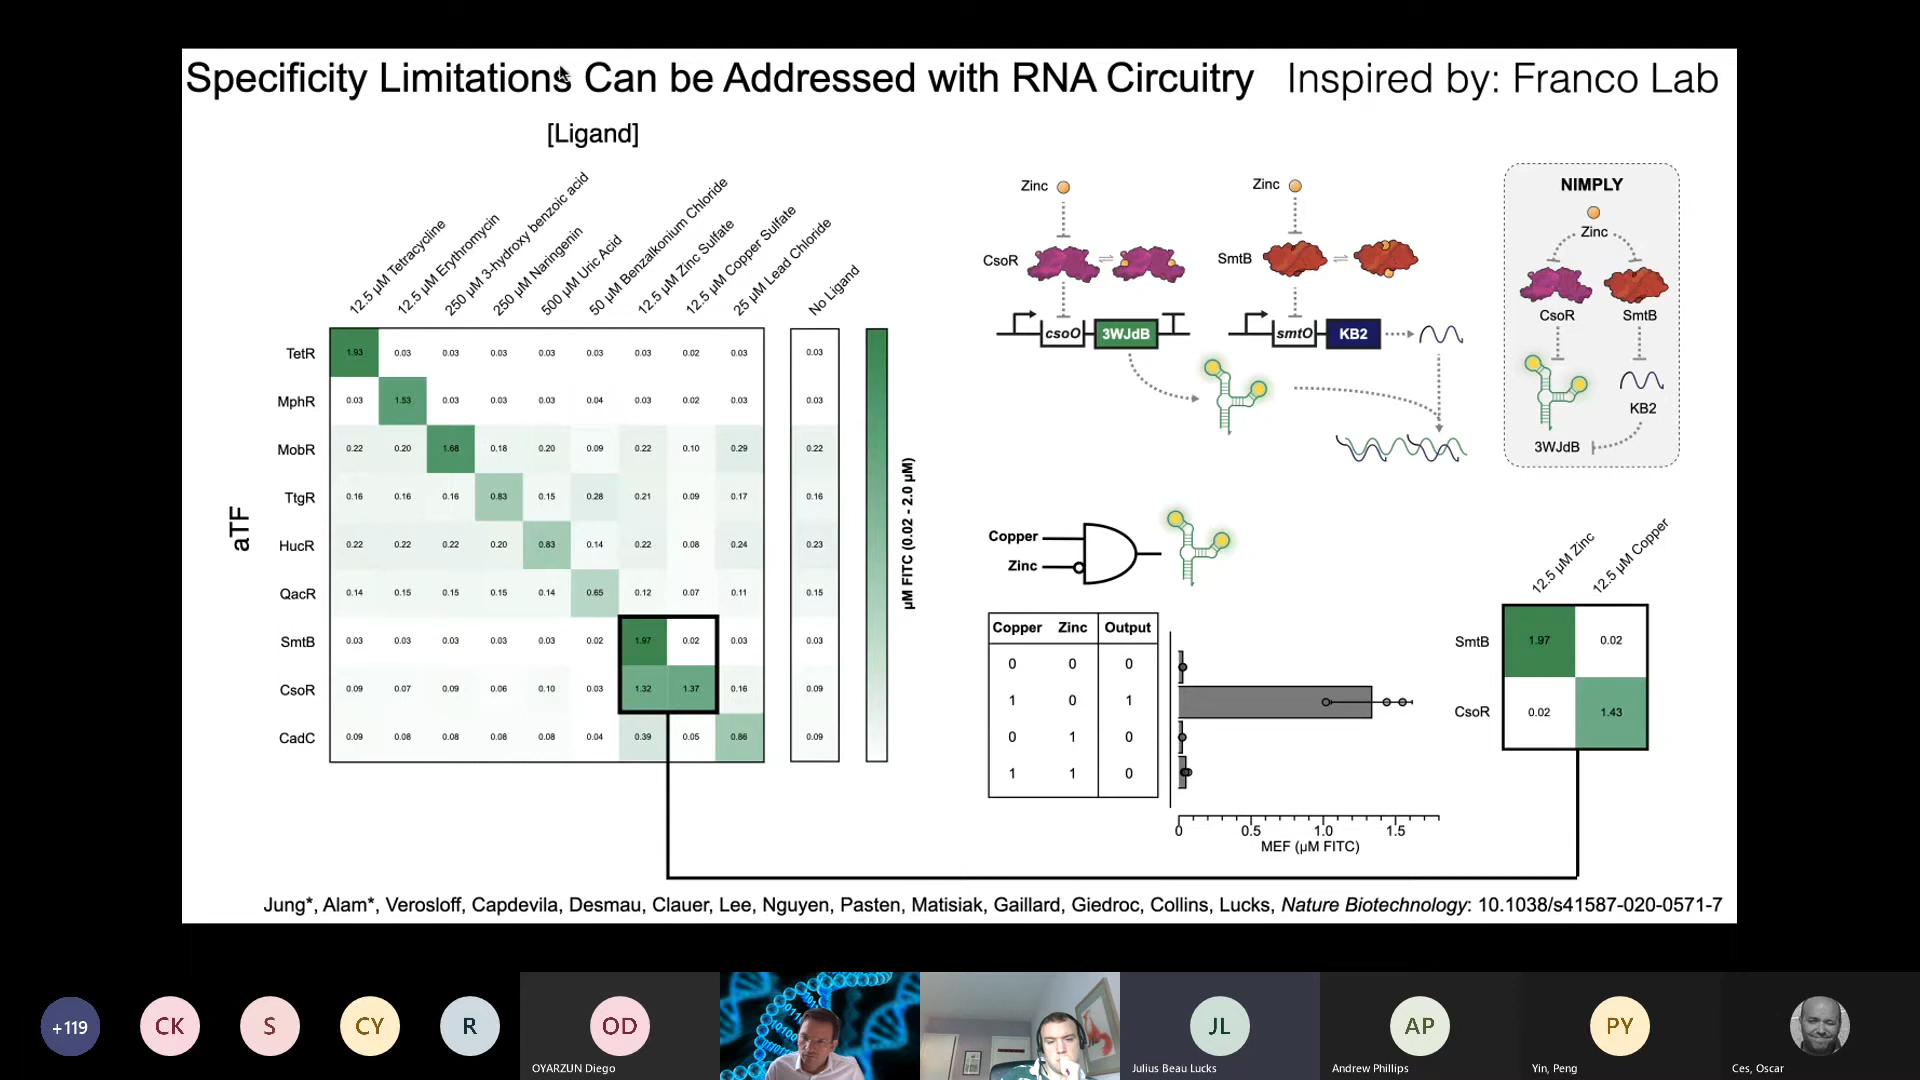 Specificity Limitations Can be Addressed with RNA Circuitry Inspired by: Franco Lab
[Ligand]
12.5 µM Tetracycline
12.5 µM Erythromycin
250 µM 3-hydroxy benzoic acid
250 µM Naringenin
500 µM Uric Acid
50 µM Benzalkonium Chloride
12.5 µM Zinc Sulfate
12.5 µM Copper Sulfate
25 µM Lead Chloride
No Ligand
aTF
TetR 1.93 0.03 0.03 0.03 0.03 0.03 0.03 0.02 0.03 0.03
MphR 0.03 1.53 0.03 0.03 0.03 0.04 0.03 0.02 0.03 0.03
MobR 0.22 0.20 1.68 0.18 0.20 0.09 0.22 0.10 0.29 0.22
TtgR 0.16 0.16 0.16 0.83 0.15 0.28 0.21 0.09 0.17 0.16
HucR 0.22 0.22 0.22 0.20 0.83 0.14 0.22 0.08 0.24 0.23
QacR 0.14 0.15 0.15 0.15 0.14 0.65 0.12 0.07 0.11 0.15
SmtB 0.03 0.03 0.03 0.03 0.03 0.02 1.97 0.02 0.03 0.03
CsoR 0.09 0.07 0.09 0.06 0.10 0.03 1.32 1.37 0.16 0.09
CadC 0.09 0.08 0.08 0.08 0.08 0.04 0.39 0.05 0.86 0.09
µM FITC (0.02 - 2.0 µM)
Zinc
CsoR
csoO 3WJdB
Zinc
SmtB
smtO KB2
NIMPLY
Zinc
CsoR SmtB
KB2
3WJdB
Copper
Zinc
Copper Zinc Output
0 0 0
1 0 1
0 1 0
1 1 0
0 0.5 1.0 1.5
MEF (µM FITC)
12.5 µM Zinc
12.5 µM Copper
SmtB 1.97 0.02
CsoR 0.02 1.43
Jung*, Alam*, Verosloff, Capdevila, Desmau, Clauer, Lee, Nguyen, Pasten, Matisiak, Gaillard, Giedroc, Collins, Lucks, Nature Biotechnology: 10.1038/s41587-020-0571-7
+119 CK S CY R OD JL AP PY
OYARZUN Diego
Julius Beau Lucks
Andrew Phillips
Yin, Peng
Ces, Oscar